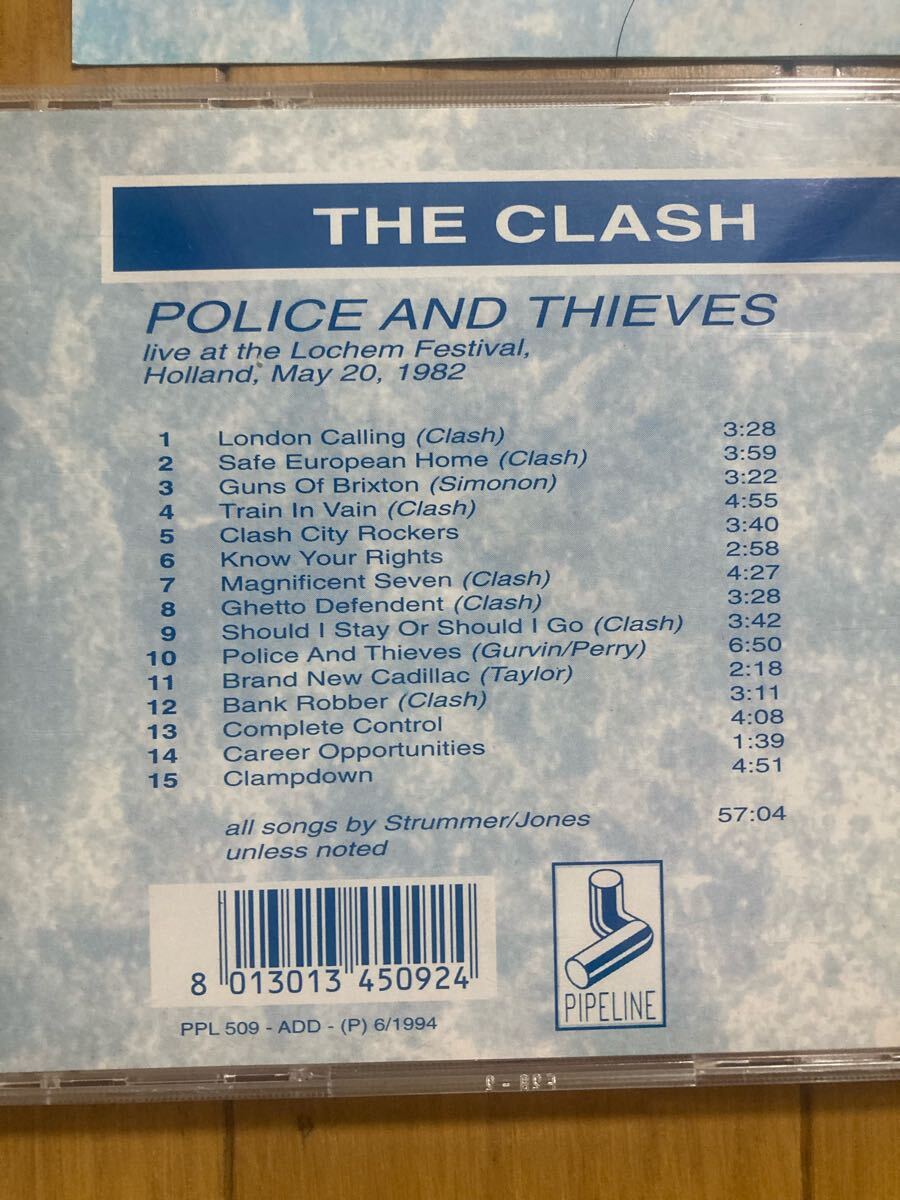 THE CLASH
POLICE AND THIEVES
live at the Lochem Festival,
Holland, May 20, 1982
1 London Calling (Clash) 3:28
2 Safe European Home (Clash) 3:59
3 Guns Of Brixton (Simonon) 3:22
4 Train In Vain (Clash) 4:55
5 Clash City Rockers 3:40
6 Know Your Rights 2:58
7 Magnificent Seven (Clash) 4:27
8 Ghetto Defendent (Clash) 3:28
9 Should I Stay Or Should I Go (Clash) 3:42
10 Police And Thieves (Gurvin/Perry) 6:50
11 Brand New Cadillac (Taylor) 2:18
12 Bank Robber (Clash) 3:11
13 Complete Control 4:08
14 Career Opportunities 1:39
15 Clampdown 4:51
all songs by Strummer/Jones 57:04
unless noted
8 013013 450924
PIPELINE
PPL 509 - ADD - (P) 6/1994